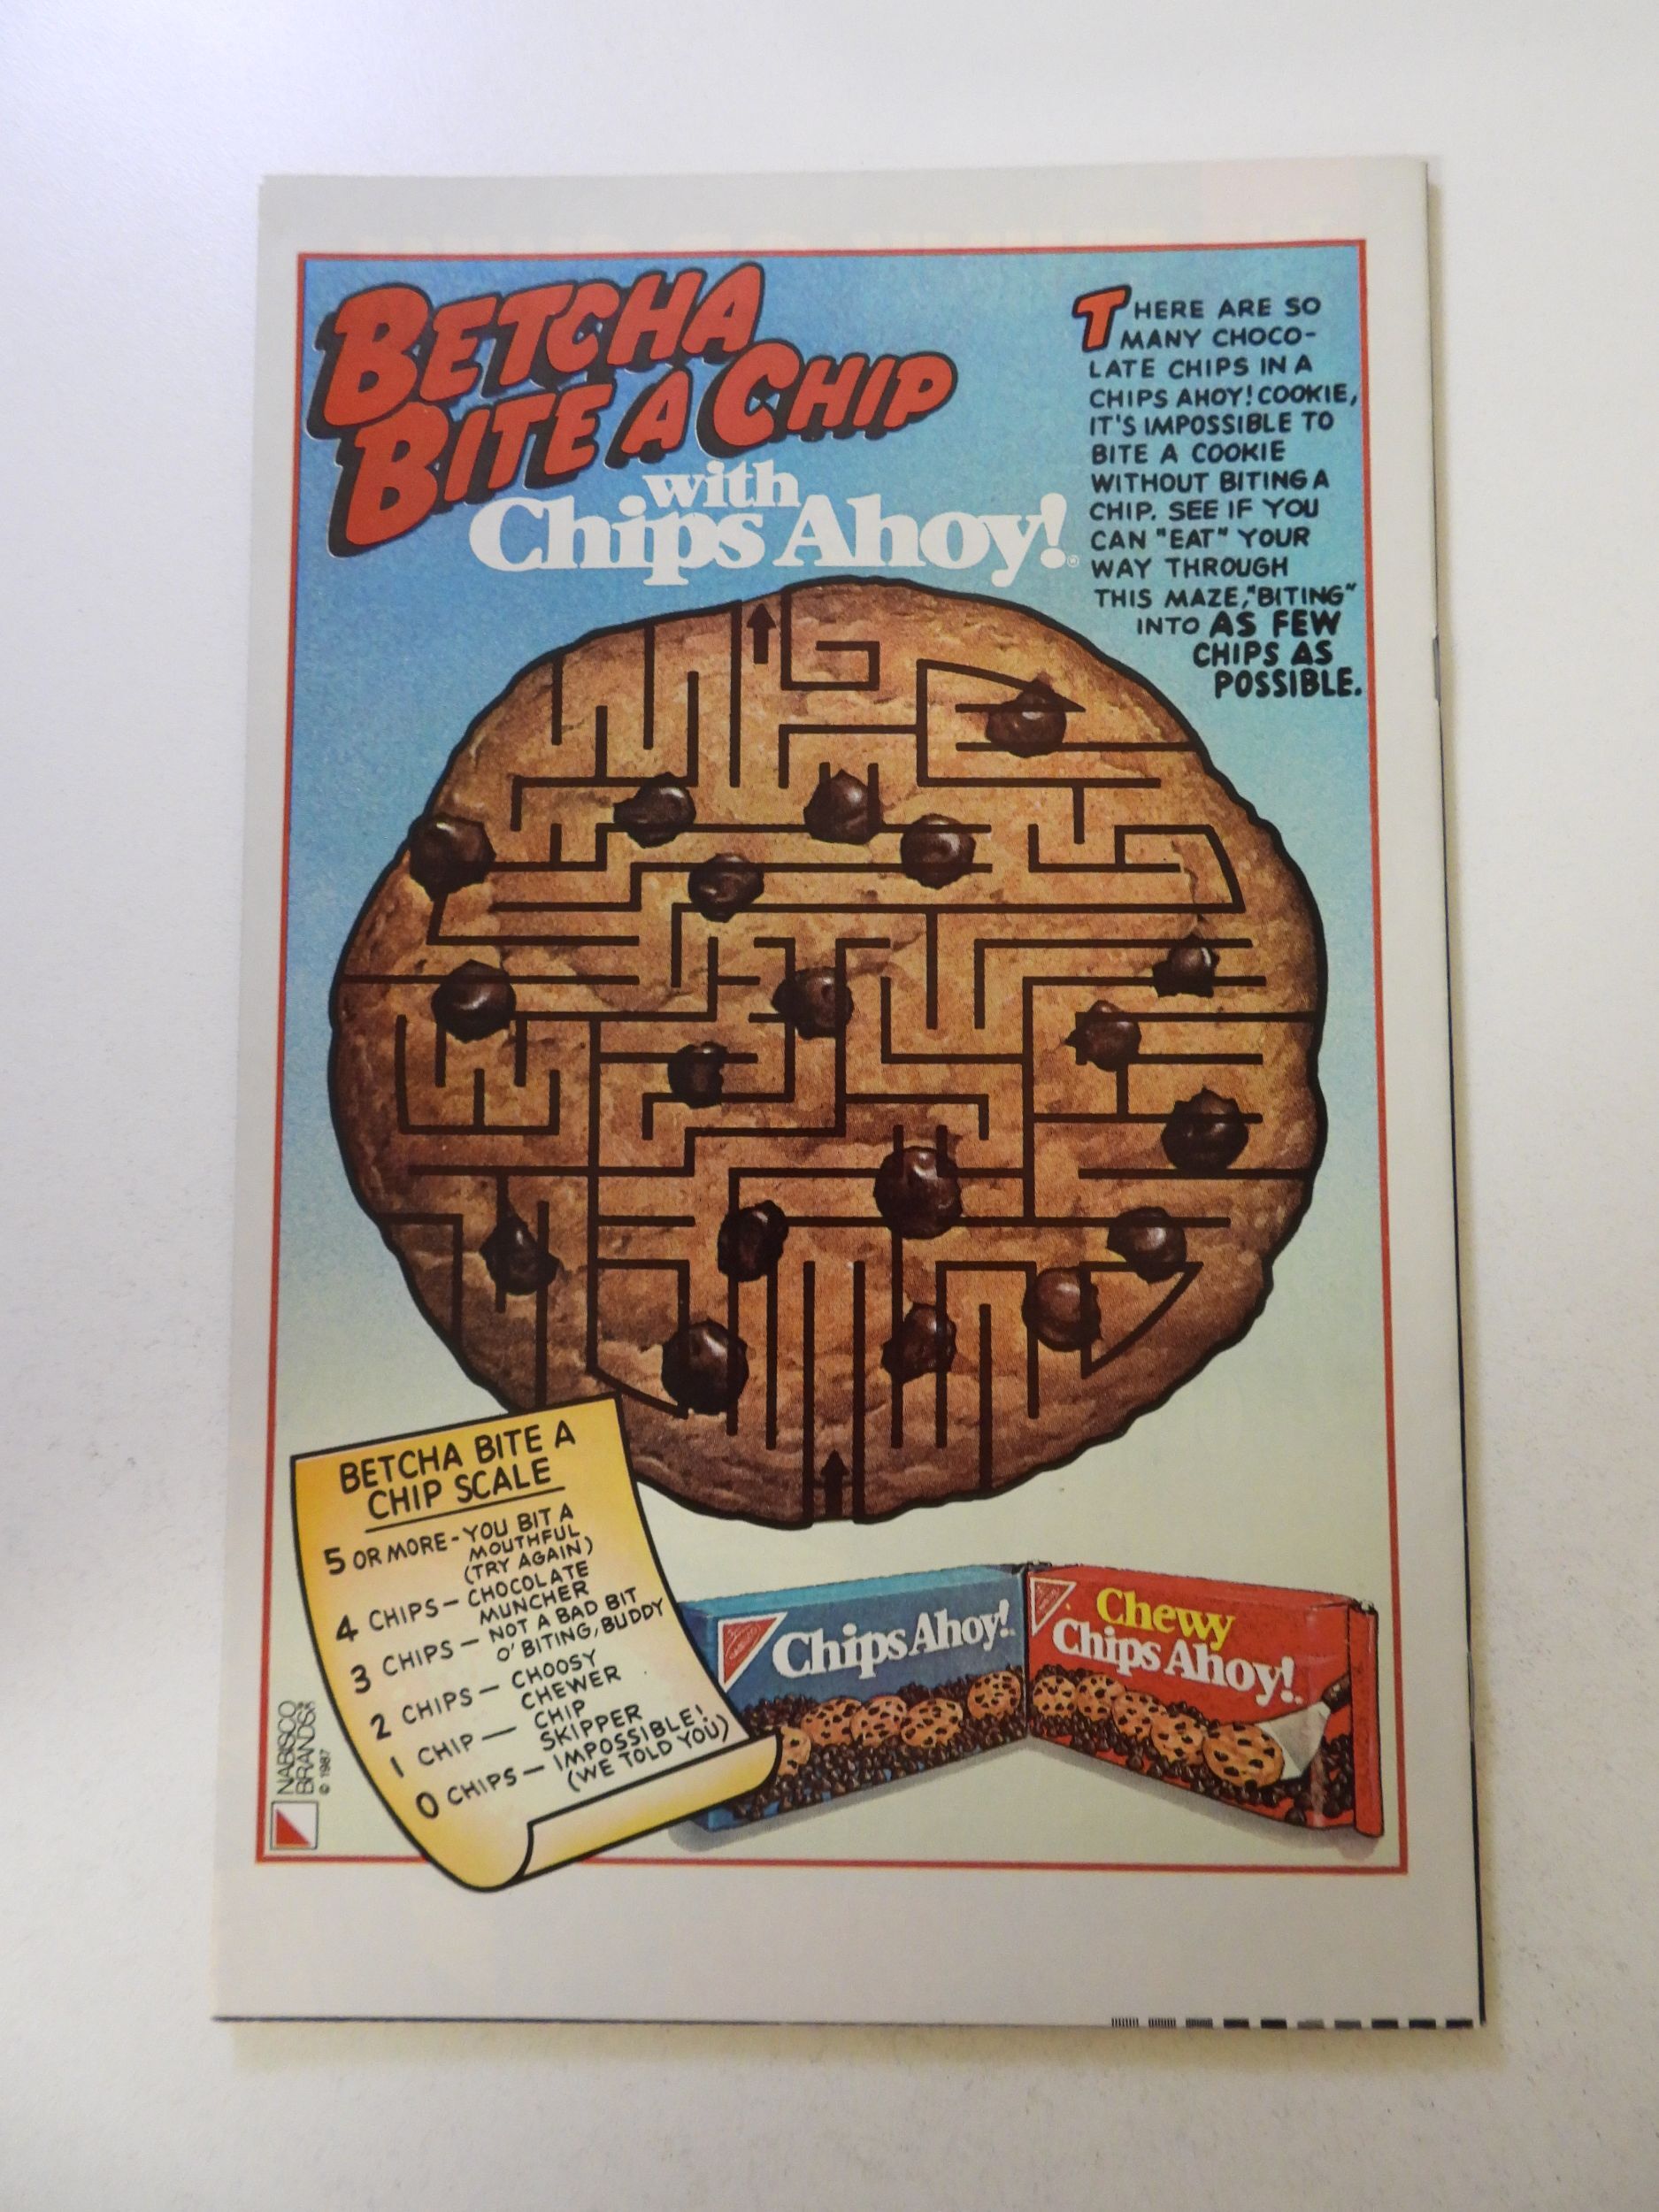 BETCHA
BITE A CHIP
with
Chips Ahoy!®
THERE ARE SO
MANY CHOCO-
LATE CHIPS IN A
CHIPS AHOY! COOKIE,
IT'S IMPOSSIBLE TO
BITE A COOKIE
WITHOUT BITING A
CHIP. SEE IF YOU
CAN "EAT" YOUR
WAY THROUGH
THIS MAZE, "BITING"
INTO AS FEW
CHIPS AS
POSSIBLE.
BETCHA BITE A
CHIP SCALE
5 OR MORE - YOU BIT A
MOUTHFUL
(TRY AGAIN)
4 CHIPS - CHOCOLATE
MUNCHER
3 CHIPS - NOT A BAD BIT
O' BITING, BUDDY
2 CHIPS - CHOOSY
CHEWER
1 CHIP - CHIP
SKIPPER
0 CHIPS - IMPOSSIBLE!
(WE TOLD YOU)
NABISCO
BRANDS
© 1987
Chips Ahoy!
Chewy
Chips Ahoy!